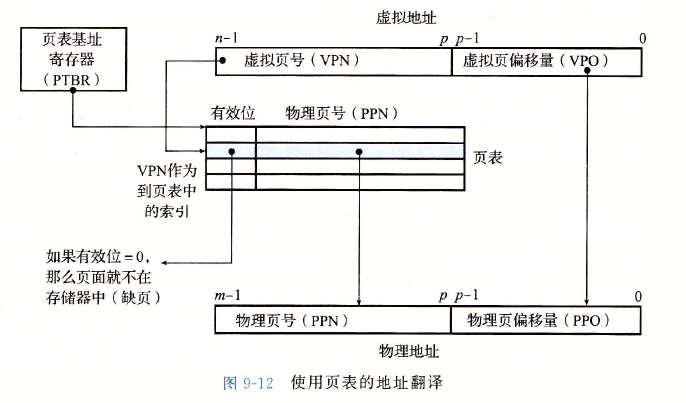 虚拟地址
页表基址
寄存器
（PTBR）
n-1 p p-1 0
虚拟页号（VPN） 虚拟页偏移量（VPO）
有效位 物理页号（PPN）
页表
VPN作为
到页表中
的索引
如果有效位=0，
那么页面就不在
存储器中（缺页）
m-1 p p-1 0
物理页号（PPN） 物理页偏移量（PPO）
物理地址
图 9-12 使用页表的地址翻译